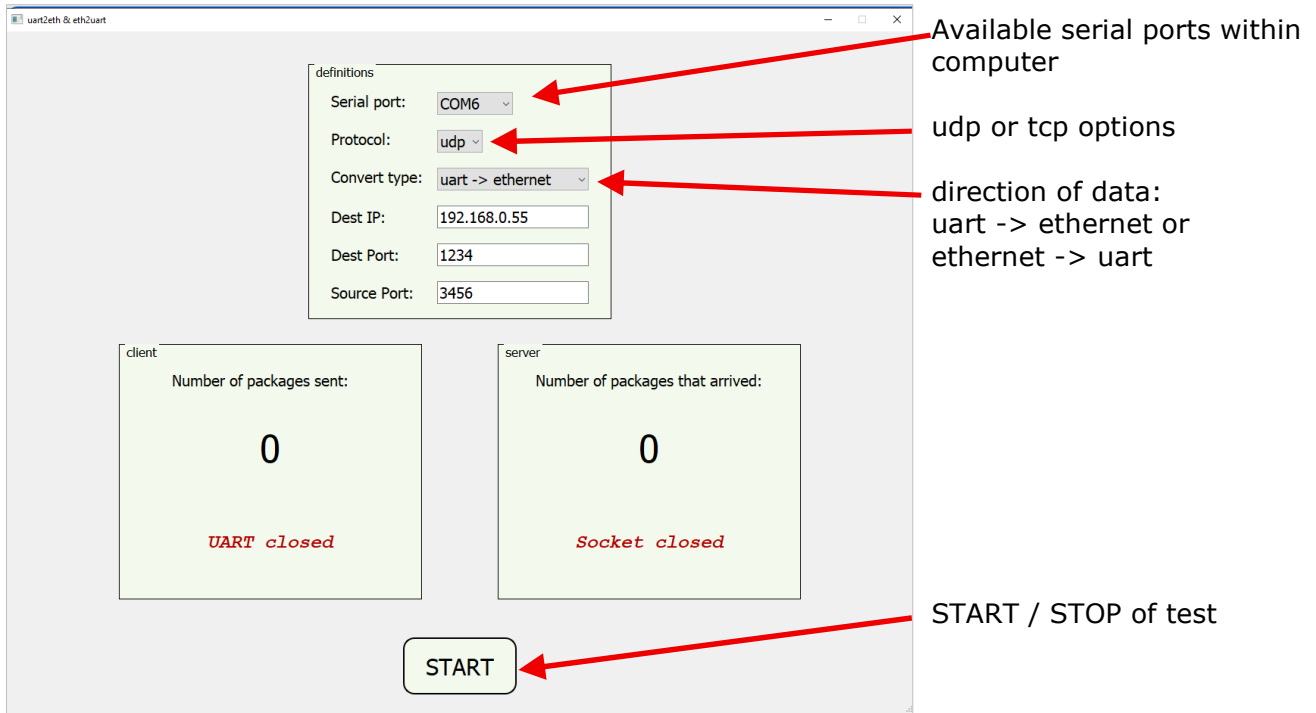 uart2eth & eth2uart
Available serial ports within
computer
definitions
Serial port: COM6
Protocol: udp
udp or tcp options
Convert type: uart -> ethernet
direction of data:
uart -> ethernet or
ethernet -> uart
Dest IP: 192.168.0.55
Dest Port: 1234
Source Port: 3456
client
Number of packages sent:
0
UART closed
server
Number of packages that arrived:
0
Socket closed
START / STOP of test
START